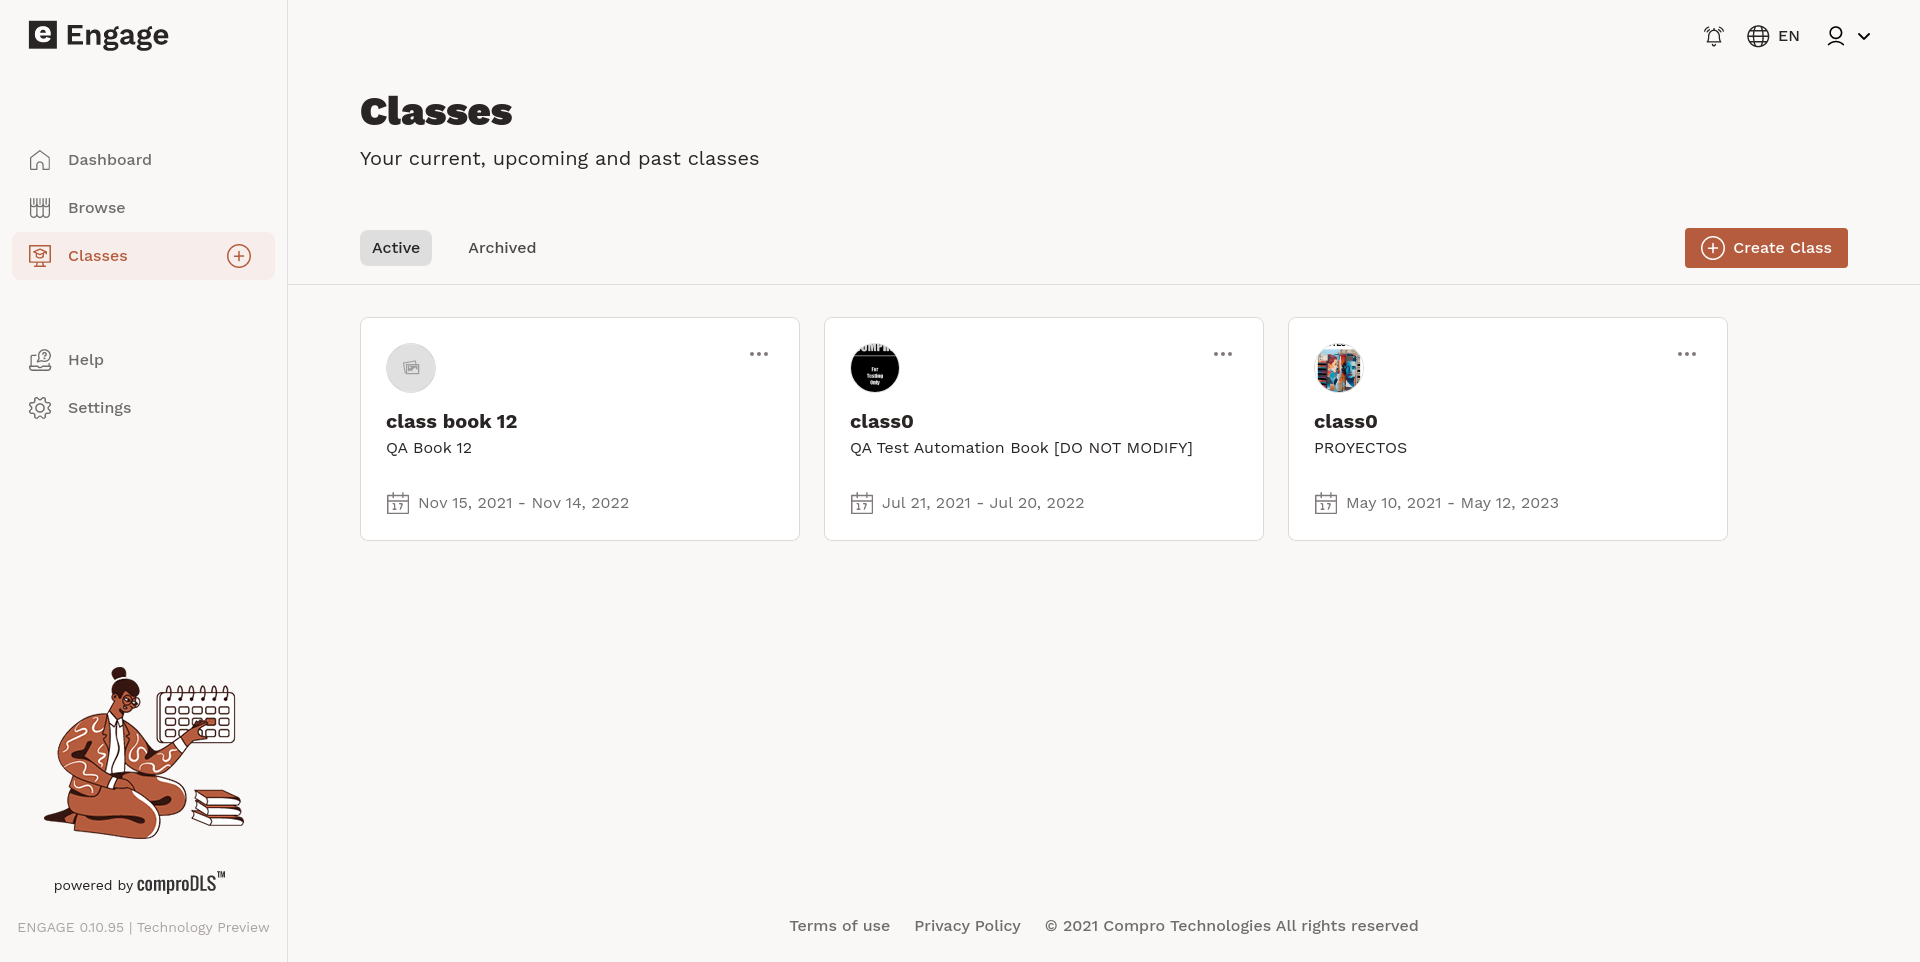 e Engage
EN
Dashboard
Browse
Classes
Help
Settings
powered by comproDLS™
ENGAGE 0.10.95 | Technology Preview
Classes
Your current, upcoming and past classes
Active
Archived
Create Class
class book 12
QA Book 12
17 Nov 15, 2021 - Nov 14, 2022
For
Testing
Only
class0
QA Test Automation Book [DO NOT MODIFY]
17 Jul 21, 2021 - Jul 20, 2022
class0
PROYECTOS
17 May 10, 2021 - May 12, 2023
Terms of use
Privacy Policy
© 2021 Compro Technologies All rights reserved